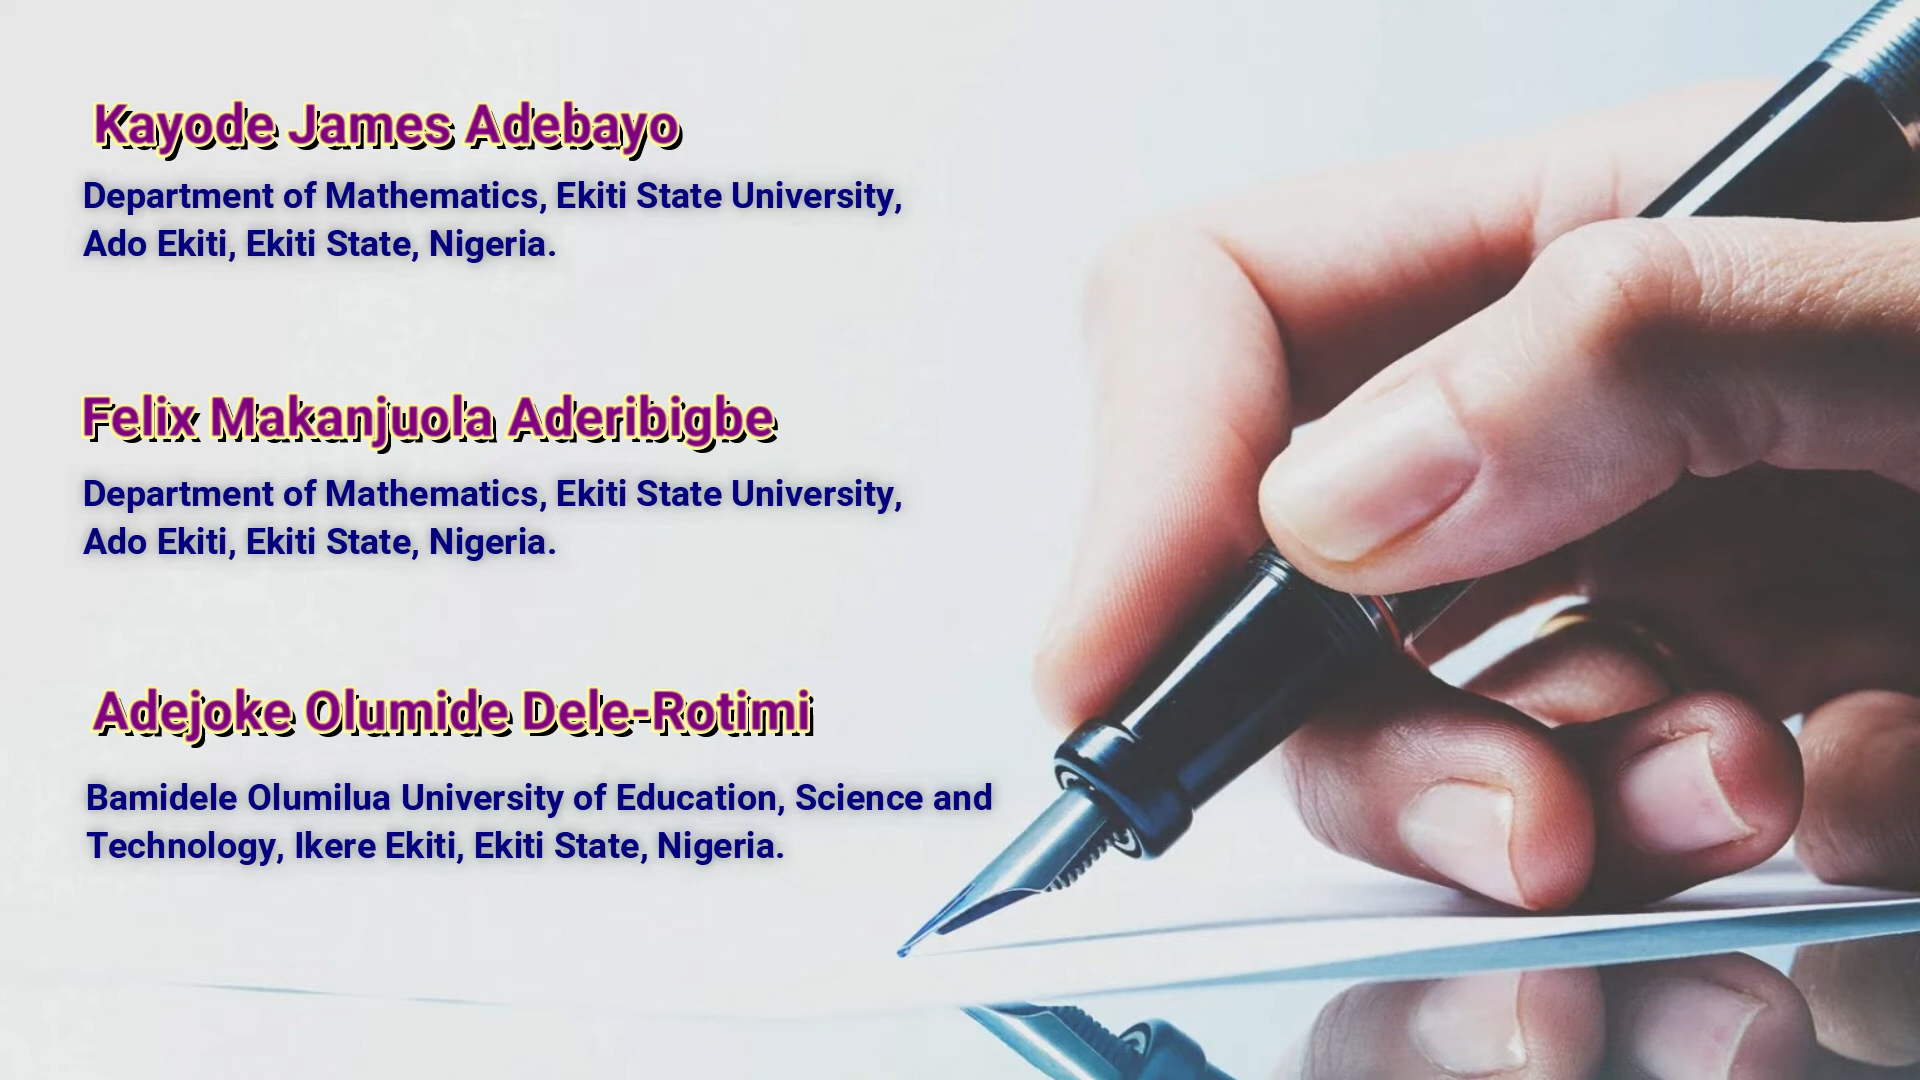 Kayode James Adebayo
Department of Mathematics, Ekiti State University,
Ado Ekiti, Ekiti State, Nigeria.
Felix Makanjuola Aderibigbe
Department of Mathematics, Ekiti State University,
Ado Ekiti, Ekiti State, Nigeria.
Adejoke Olumide Dele-Rotimi
Bamidele Olumilua University of Education, Science and
Technology, Ikere Ekiti, Ekiti State, Nigeria.